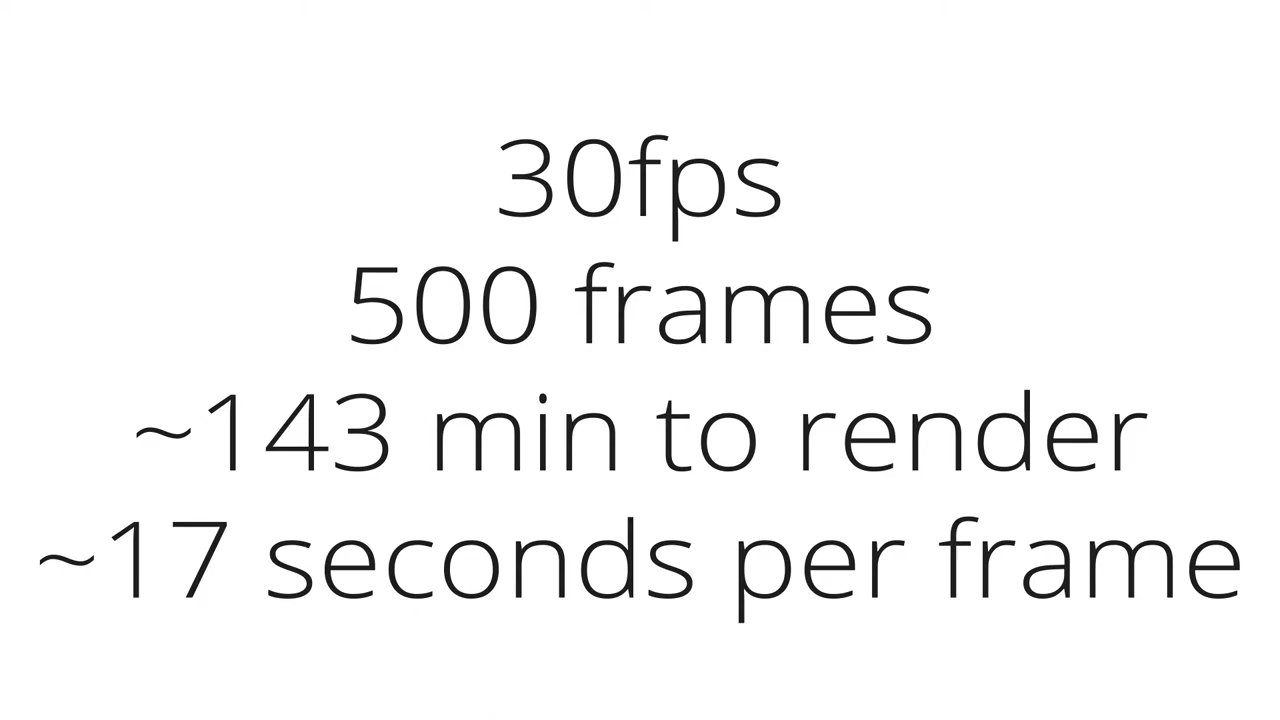 30fps
500 frames
~143 min to render
~17 seconds per frame